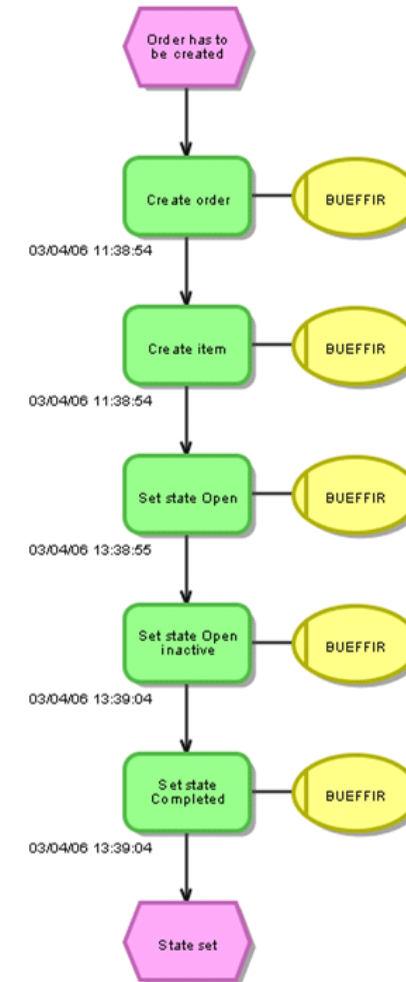 Order has to
be created
Create order
BUEFFIR
03/04/06 11:38:54
Create item
BUEFFIR
03/04/06 11:38:54
Set state Open
BUEFFIR
03/04/06 13:38:55
Set state Open
inactive
BUEFFIR
03/04/06 13:39:04
Set state
Completed
BUEFFIR
03/04/06 13:39:04
State set